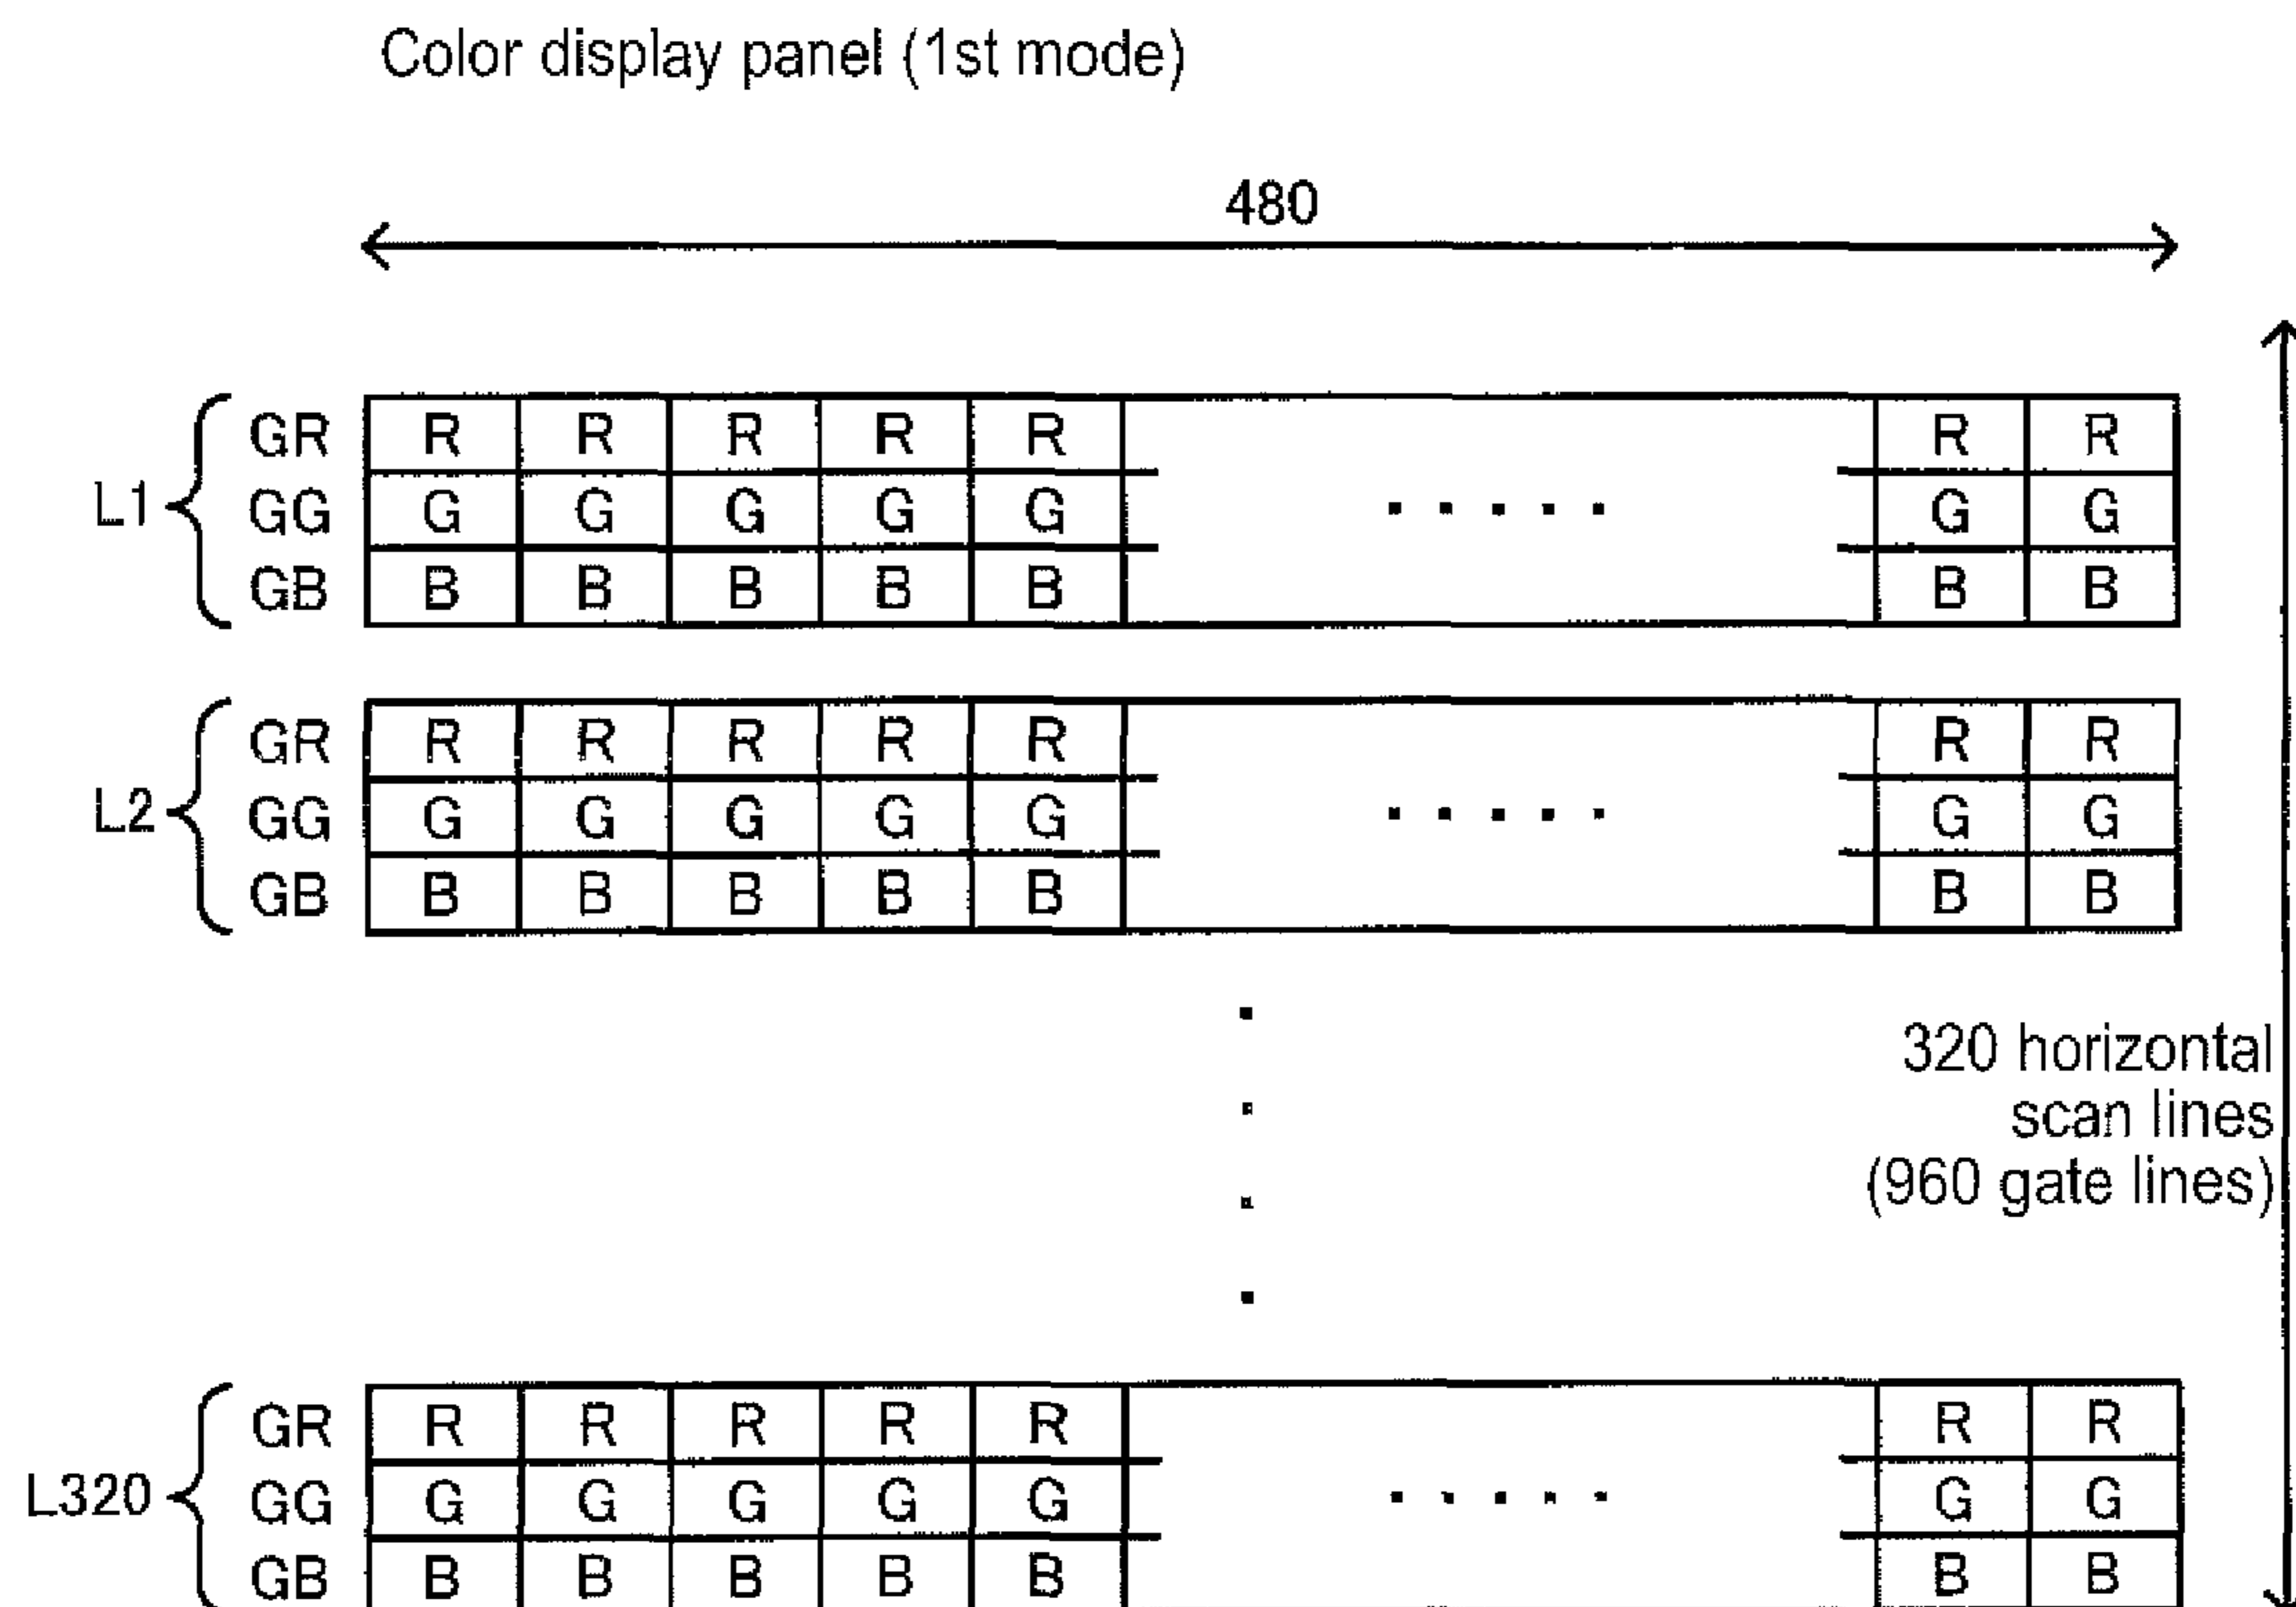 Color display panel (1st mode)
480
GR R R R R R R R
L1 GG G G G G G ..... G G
GB B B B B B B B
GR R R R R R R R
L2 GG G G G G G ..... G G
GB B B B B B B B
320 horizontal
scan lines
(960 gate lines)
GR R R R R R R R
L320 GG G G G G G ..... G G
GB B B B B B B B